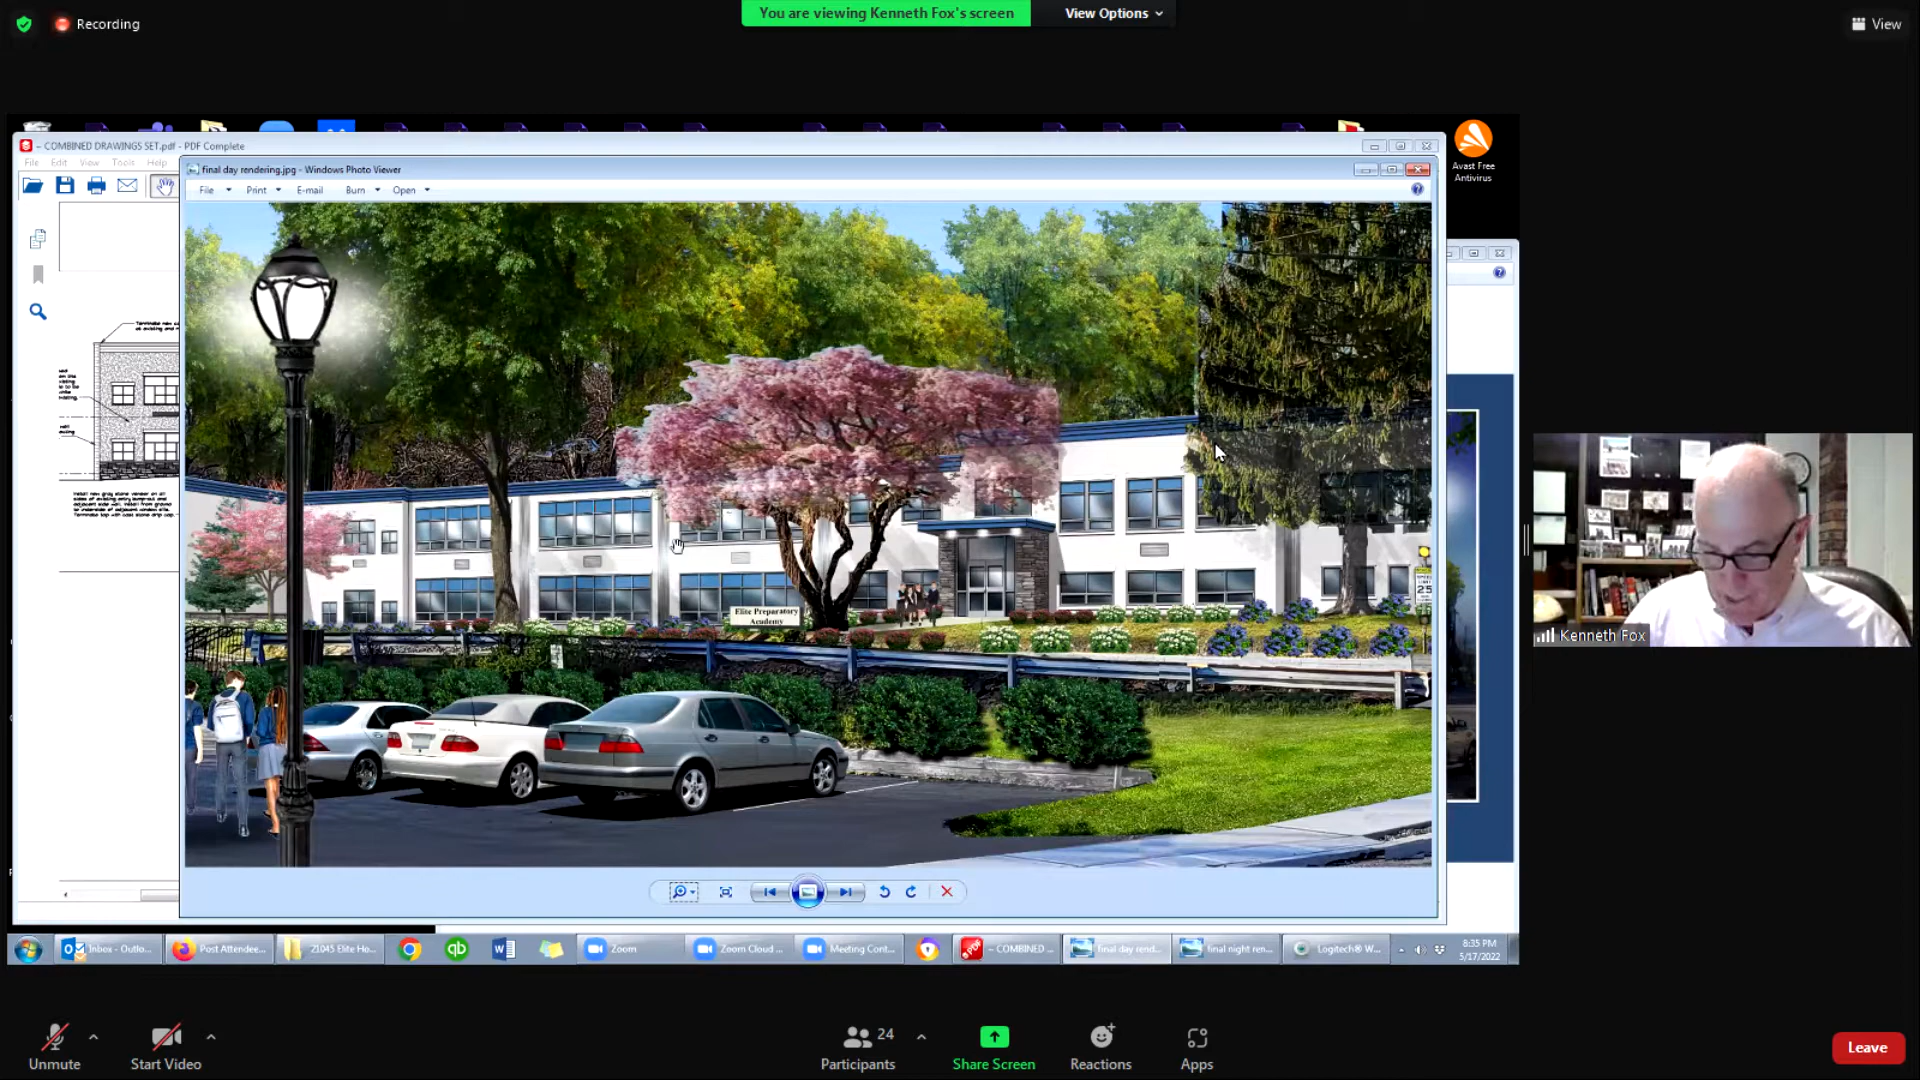 Recording
You are viewing Kenneth Fox's screen
View Options
View
COMBINED DRAWINGS SET.pdf - PDF Complete
File Edit View Tools Help
final day rendering.jpg - Windows Photo Viewer
File Print E-mail Burn Open
Avast Free
Antivirus
Elite Preparatory
Academy
25
Kenneth Fox
Inbox - Outlo...
Post Attendee...
21045 Elite Ho...
Zoom
Zoom Cloud ...
Meeting Cont...
COMBINED ...
final day rend...
final night ren...
Logitech® W...
8:35 PM
5/17/2022
Unmute
Start Video
24
Participants
Share Screen
Reactions
Apps
Leave